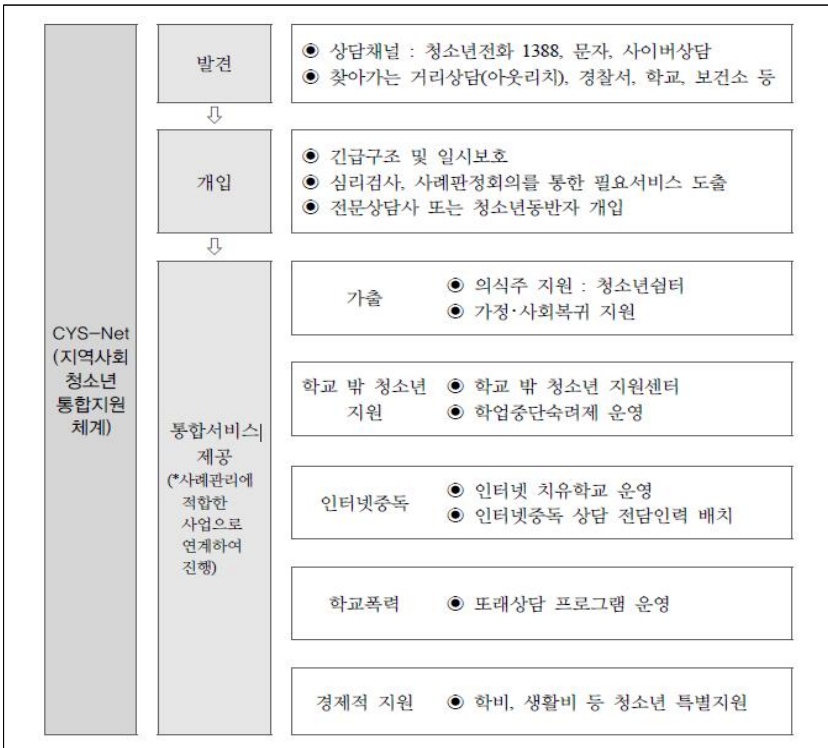 CYS-Net
(지역사회
청소년
통합지원
체계)
발견
◉ 상담채널 : 청소년전화 1388, 문자, 사이버상담
◉ 찾아가는 거리상담(아웃리치), 경찰서, 학교, 보건소 등
⇩
개입
◉ 긴급구조 및 일시보호
◉ 심리검사, 사례판정회의를 통한 필요서비스 도출
◉ 전문상담사 또는 청소년동반자 개입
⇩
통합서비스
제공
(*사례관리에
적합한
사업으로
연계하여
진행)
가출
◉ 의식주 지원 : 청소년쉼터
◉ 가정·사회복귀 지원
학교 밖 청소년
지원
◉ 학교 밖 청소년 지원센터
◉ 학업중단숙려제 운영
인터넷중독
◉ 인터넷 치유학교 운영
◉ 인터넷중독 상담 전담인력 배치
학교폭력
◉ 또래상담 프로그램 운영
경제적 지원
◉ 학비, 생활비 등 청소년 특별지원